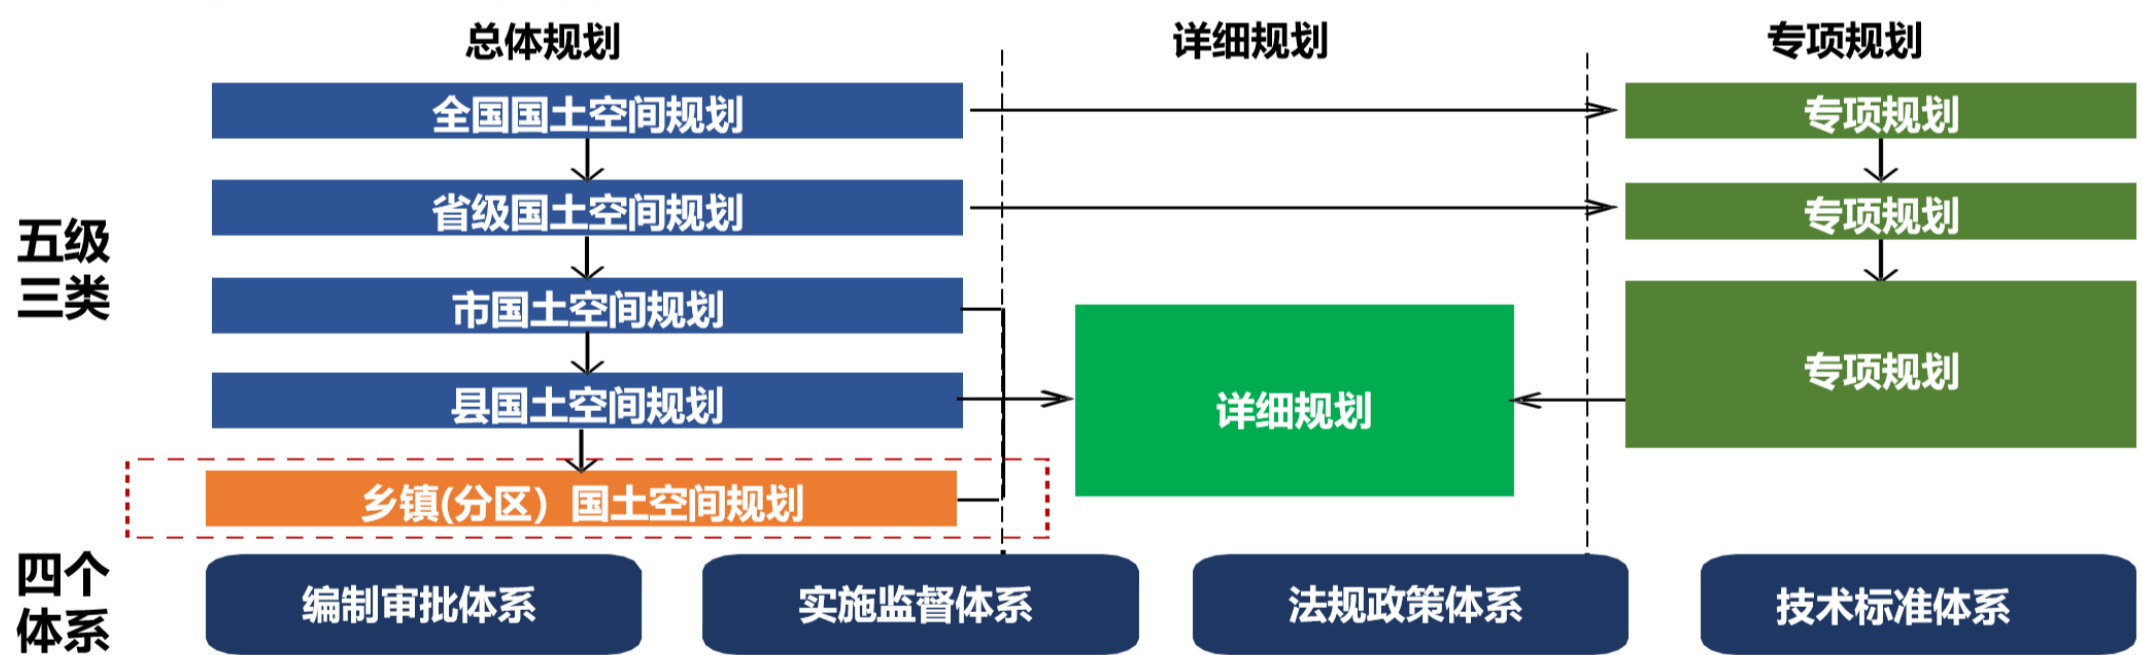 总体规划
详细规划
专项规划
全国国土空间规划
专项规划
省级国土空间规划
专项规划
五级
三类
市国土空间规划
县国土空间规划
详细规划
专项规划
乡镇(分区）国土空间规划
四个
体系
编制审批体系
实施监督体系
法规政策体系
技术标准体系